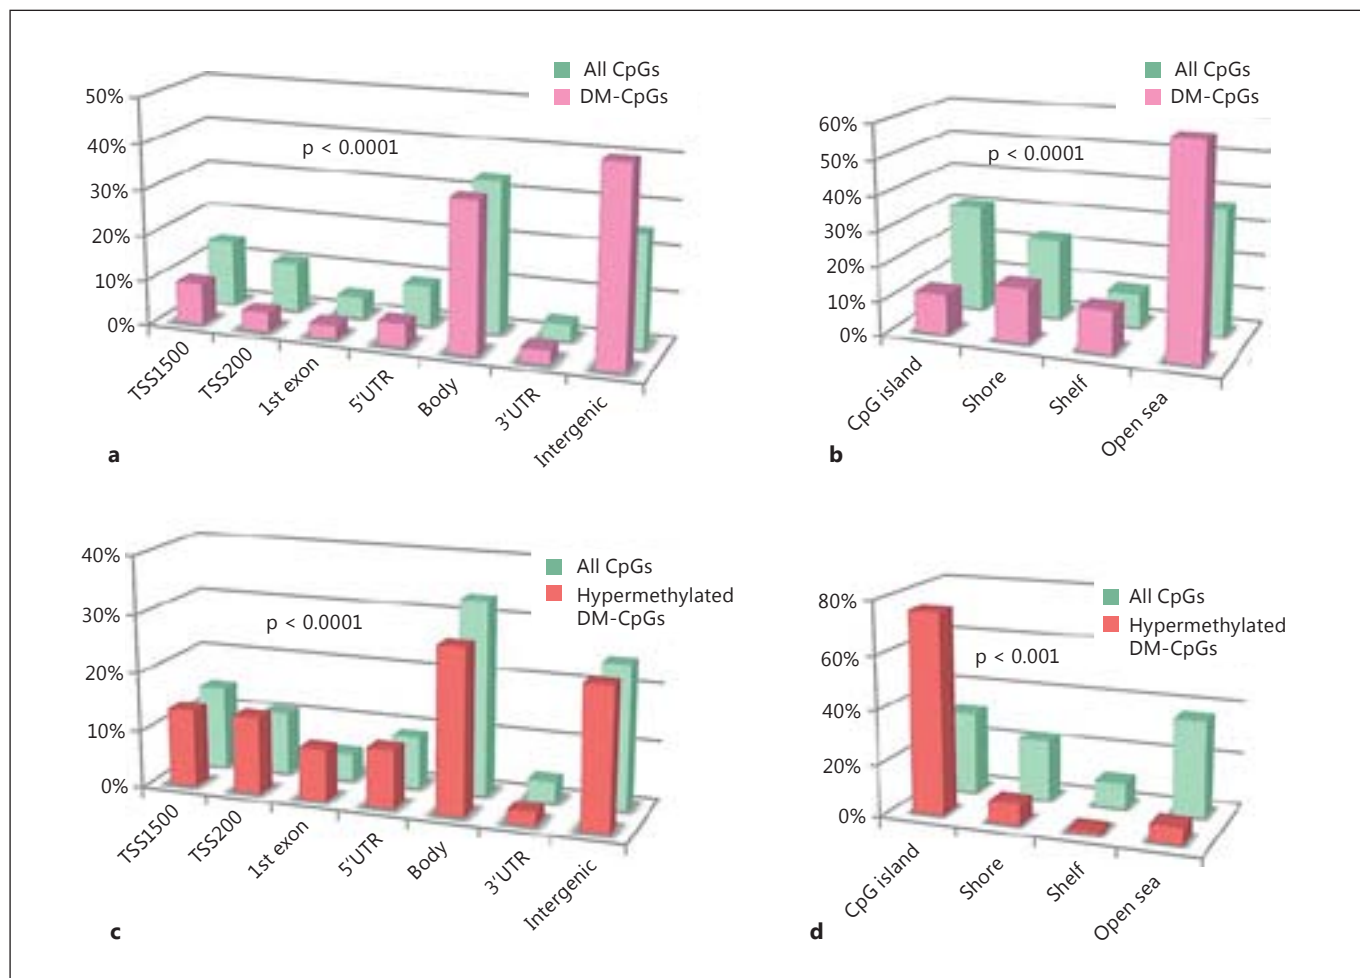 All CpGs
DM-CpGs
50%
40%
30%
20%
10%
0%
p < 0.0001
TSS1500
TSS200
1st exon
5'UTR
Body
3'UTR
Intergenic
a
All CpGs
DM-CpGs
60%
50%
40%
30%
20%
10%
0%
p < 0.0001
CpG island
Shore
Shelf
Open sea
b
All CpGs
Hypermethylated
DM-CpGs
40%
30%
20%
10%
0%
p < 0.0001
TSS1500
TSS200
1st exon
5'UTR
Body
3'UTR
Intergenic
c
All CpGs
Hypermethylated
DM-CpGs
80%
60%
40%
20%
0%
p < 0.001
CpG island
Shore
Shelf
Open sea
d